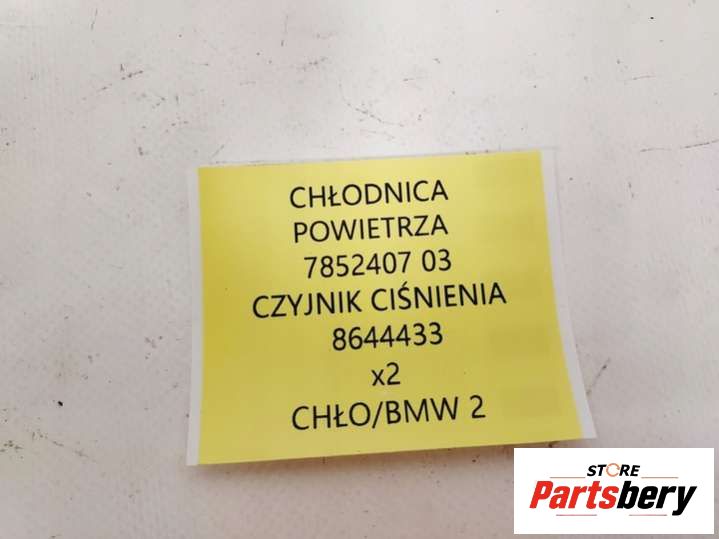 CHŁODNICA
POWIETRZA
7852407 03
CZYJNIK CIŚNIENIA
8644433
x2
CHŁO/BMW 2
STORE
Partsbery